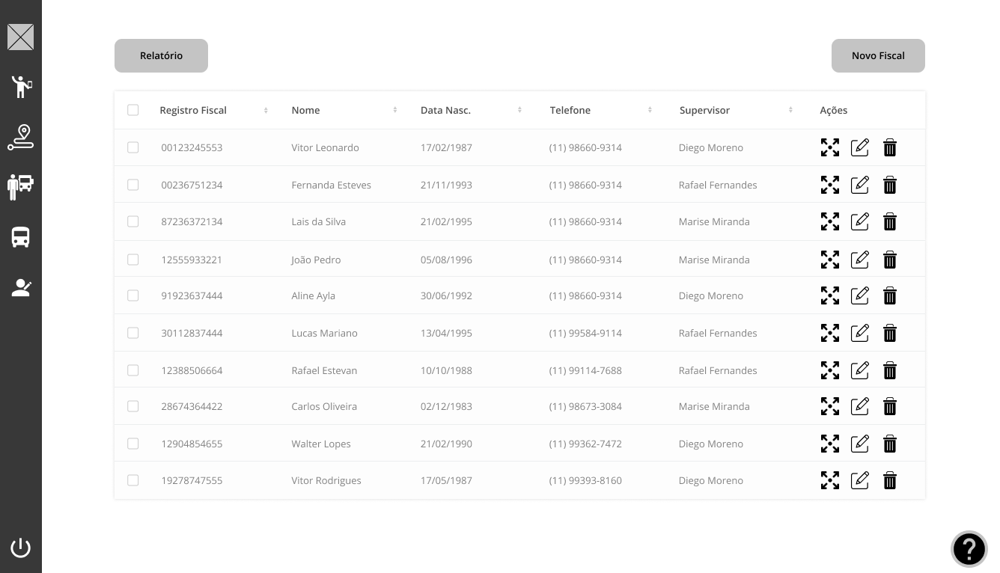 Relatório Novo Fiscal
Registro Fiscal Nome Data Nasc. Telefone Supervisor Ações
00123245553 Vitor Leonardo 17/02/1987 (11) 98660-9314 Diego Moreno
00236751234 Fernanda Esteves 21/11/1993 (11) 98660-9314 Rafael Fernandes
87236372134 Lais da Silva 21/02/1995 (11) 98660-9314 Marise Miranda
12555933221 João Pedro 05/08/1996 (11) 98660-9314 Marise Miranda
91923637444 Aline Ayla 30/06/1992 (11) 98660-9314 Diego Moreno
30112837444 Lucas Mariano 13/04/1995 (11) 99584-9114 Rafael Fernandes
12388506664 Rafael Estevan 10/10/1988 (11) 99114-7688 Rafael Fernandes
28674364422 Carlos Oliveira 02/12/1983 (11) 98673-3084 Marise Miranda
12904854655 Walter Lopes 21/02/1990 (11) 99362-7472 Diego Moreno
19278747555 Vitor Rodrigues 17/05/1987 (11) 99393-8160 Diego Moreno
?